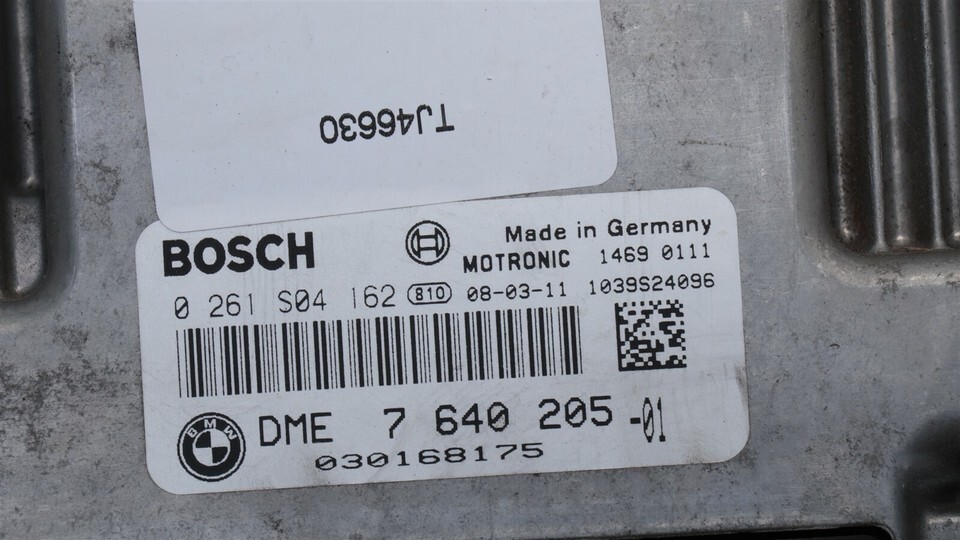 TJ46630
BOSCH
Made in Germany
MOTRONIC 1469 0111
0 261 S04 162 810 08-03-11 1039S24096
BMW
DME 7 640 205 -01
030168175